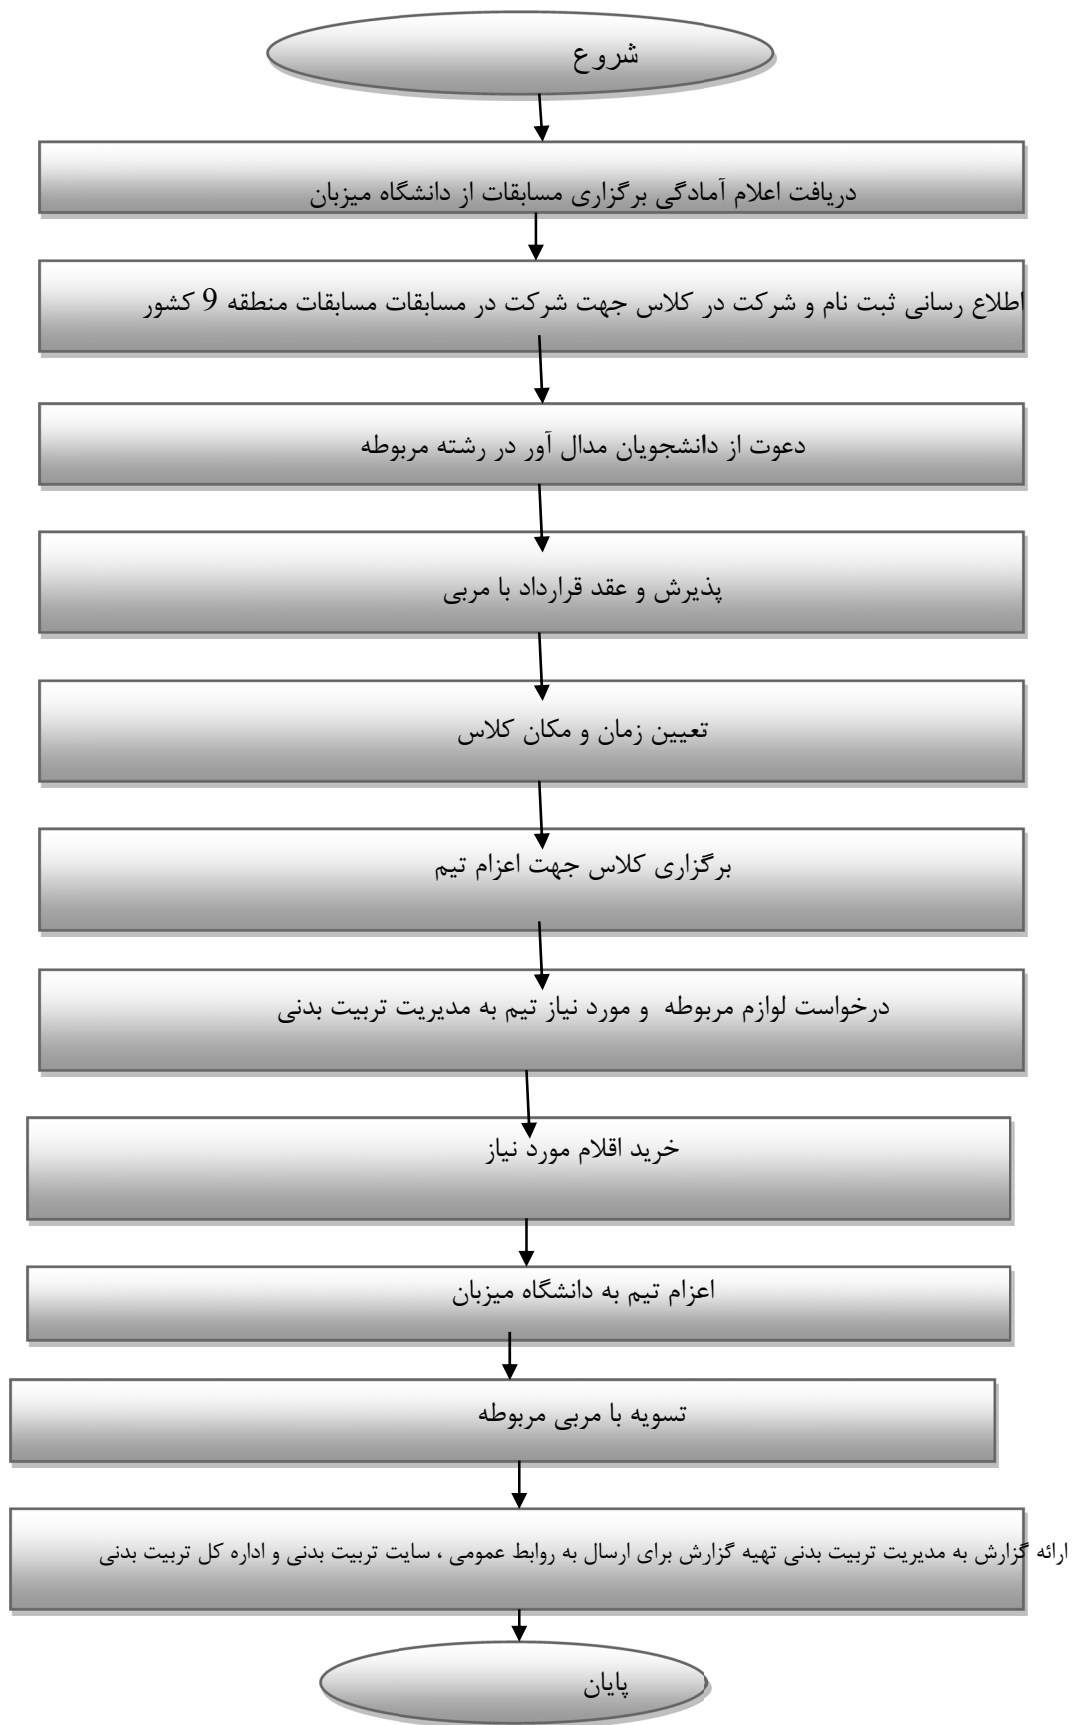 شروع
دریافت اعلام آمادگی برگزاری مسابقات از دانشگاه میزبان
اطلاع رسانی ثبت نام و شرکت در کلاس جهت شرکت در مسابقات مسابقات منطقه 9 کشور
دعوت از دانشجویان مدال آور در رشته مربوطه
پذیرش و عقد قرارداد با مربی
تعیین زمان و مکان کلاس
برگزاری کلاس جهت اعزام تیم
درخواست لوازم مربوطه و مورد نیاز تیم به مدیریت تربیت بدنی
خرید اقلام مورد نیاز
اعزام تیم به دانشگاه میزبان
تسویه با مربی مربوطه
ارائه گزارش به مدیریت تربیت بدنی تهیه گزارش برای ارسال به روابط عمومی ، سایت تربیت بدنی و اداره کل تربیت بدنی
پایان